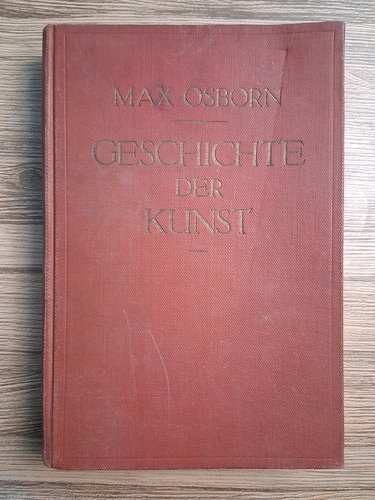 MAX OSBORN
GESCHICHTE
DER
KUNST